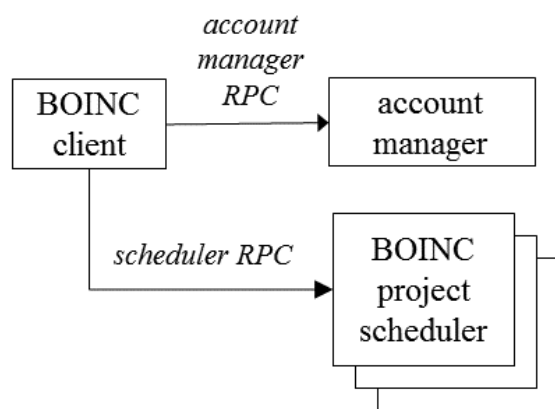 account
manager
RPC
BOINC
client
account
manager
scheduler RPC
BOINC
project
scheduler